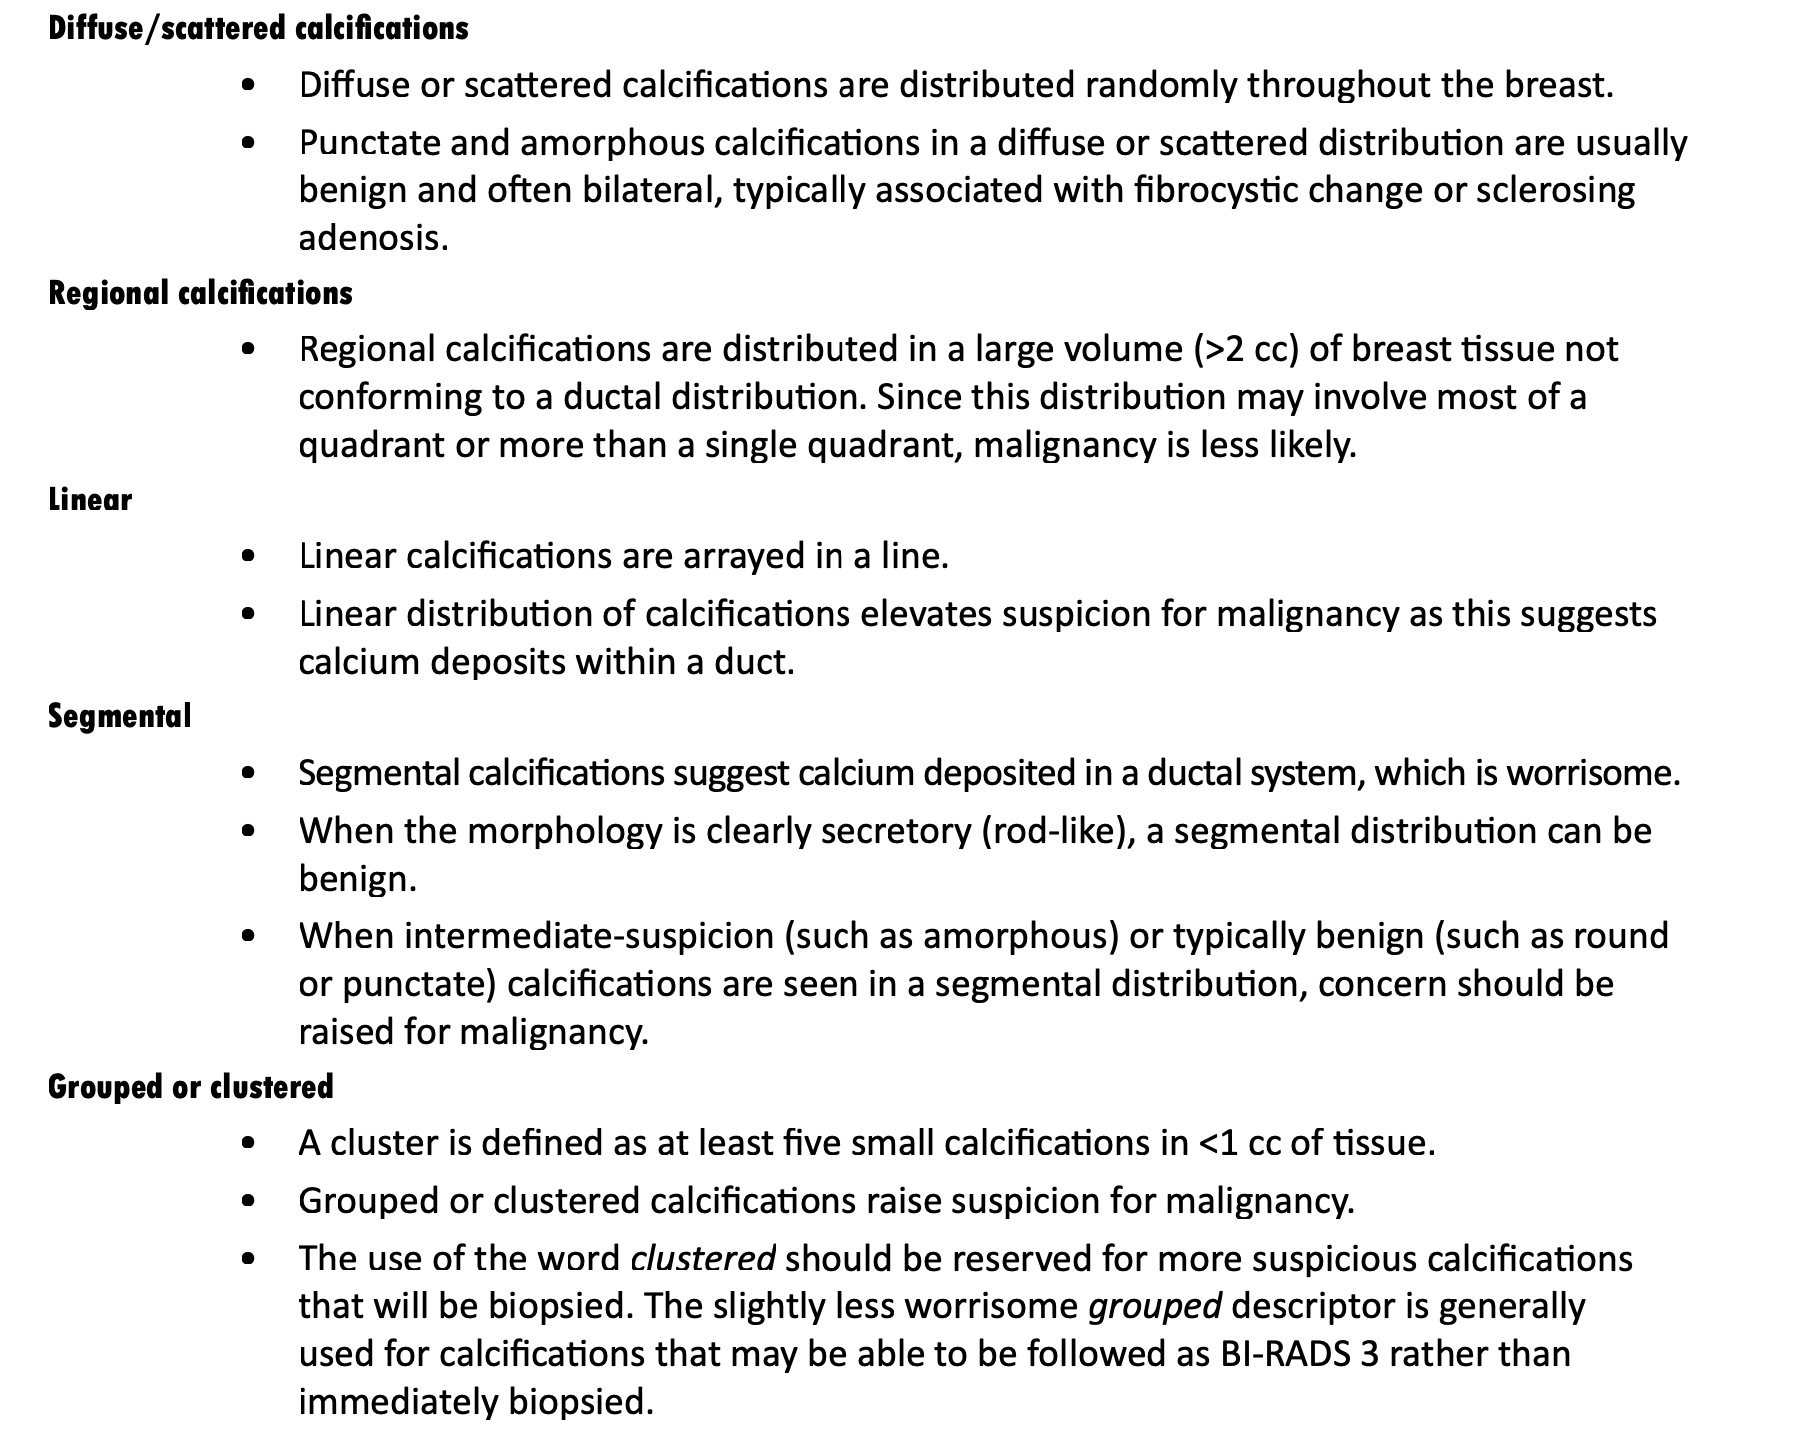 Diffuse/scattered calcifications
• Diffuse or scattered calcifications are distributed randomly throughout the breast.
• Punctate and amorphous calcifications in a diffuse or scattered distribution are usually
benign and often bilateral, typically associated with fibrocystic change or sclerosing
adenosis.
Regional calcifications
• Regional calcifications are distributed in a large volume (>2 cc) of breast tissue not
conforming to a ductal distribution. Since this distribution may involve most of a
quadrant or more than a single quadrant, malignancy is less likely.
Linear
• Linear calcifications are arrayed in a line.
• Linear distribution of calcifications elevates suspicion for malignancy as this suggests
calcium deposits within a duct.
Segmental
• Segmental calcifications suggest calcium deposited in a ductal system, which is worrisome.
• When the morphology is clearly secretory (rod-like), a segmental distribution can be
benign.
• When intermediate-suspicion (such as amorphous) or typically benign (such as round
or punctate) calcifications are seen in a segmental distribution, concern should be
raised for malignancy.
Grouped or clustered
• A cluster is defined as at least five small calcifications in <1 cc of tissue.
• Grouped or clustered calcifications raise suspicion for malignancy.
• The use of the word clustered should be reserved for more suspicious calcifications
that will be biopsied. The slightly less worrisome grouped descriptor is generally
used for calcifications that may be able to be followed as BI-RADS 3 rather than
immediately biopsied.